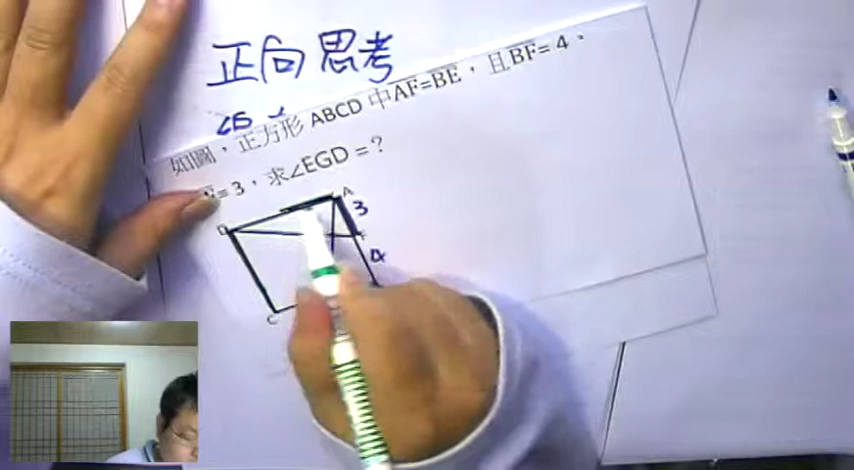 正向思考
∠B
如圖,正方形 ABCD 中AF=BE,且BF= 4,
= 3,求∠EGD =?
A
3
D
F
4
C